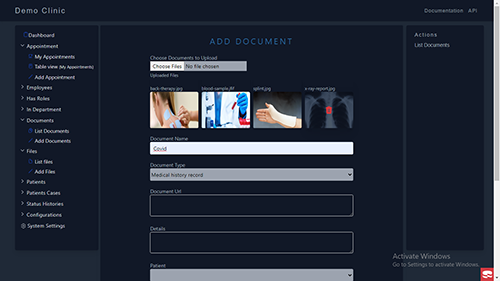 Demo Clinic
Documentation API
Dashboard
Appointment
My Appointments
Table view (My Appointments)
Add Appointment
Employees
Has Roles
In Department
Documents
List Documents
Add Documents
Files
List files
Add Files
Patients
Patients Cases
Status Histories
Configurations
System Settings
ADD DOCUMENT
Choose Documents to Upload
Choose Files No file chosen
Uploaded Files
Back-therapy.jpg
splint.jpg
x-ray-report.jpg
Document Name
Covid
Document Type
Medical history record
Document Url
Details
Patient
Actions
List Documents
Activate Windows
Go to Settings to activate Windows.